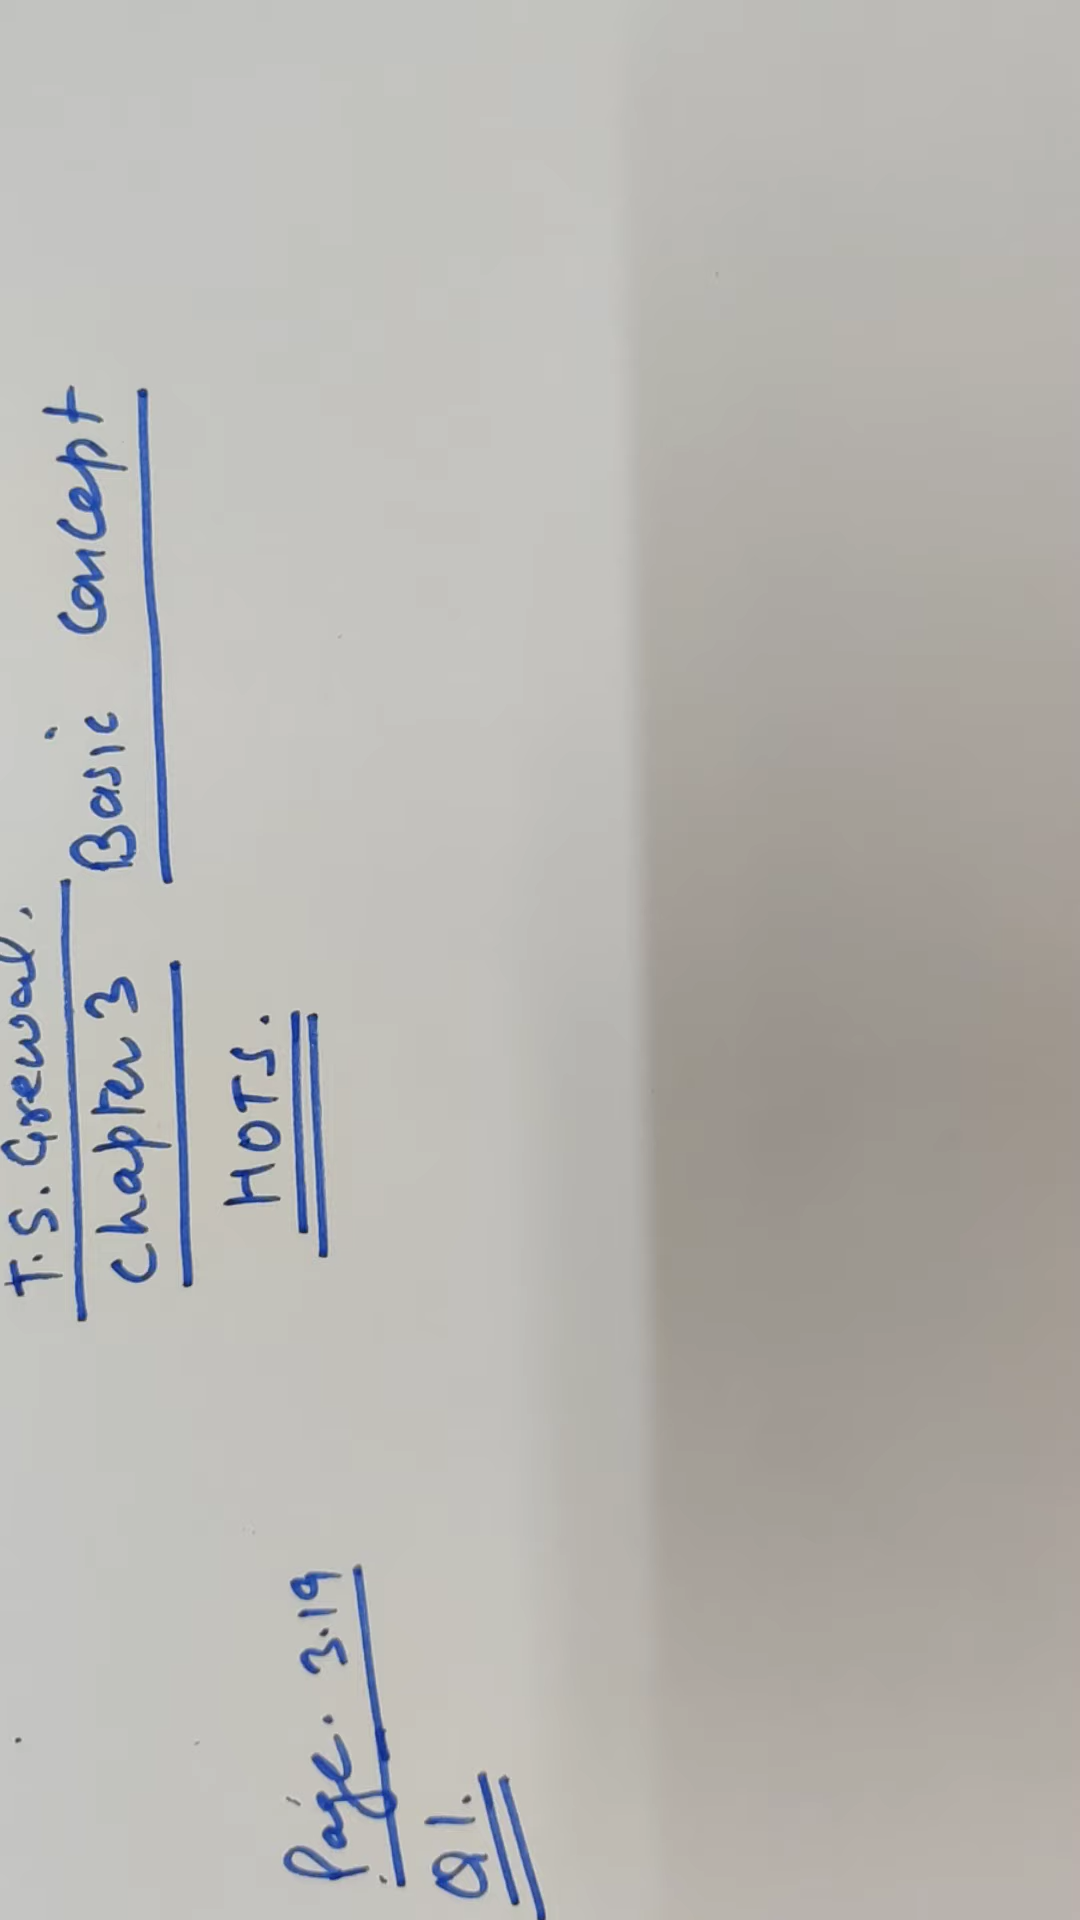 T.S. Grewal.
Chapter 3 Basic Concept
HOTS.
Page. 3.19
Q1.